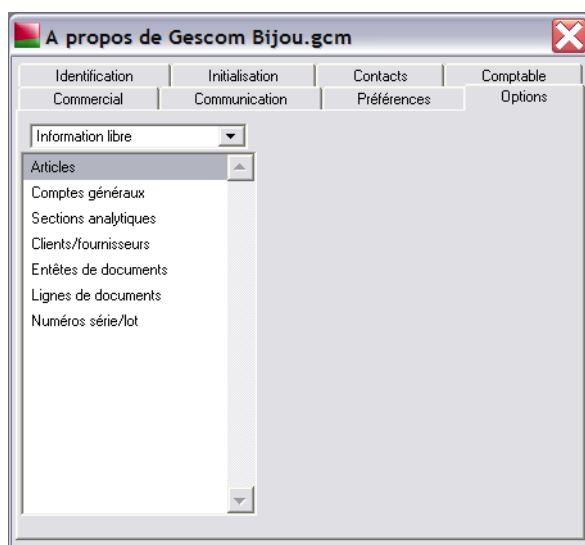 A propos de Gescom Bijou.gcm
Identification Initialisation Contacts Comptable
Commercial Communication Préférences Options
Information libre
Articles
Comptes généraux
Sections analytiques
Clients/fournisseurs
Entêtes de documents
Lignes de documents
Numéros série/lot